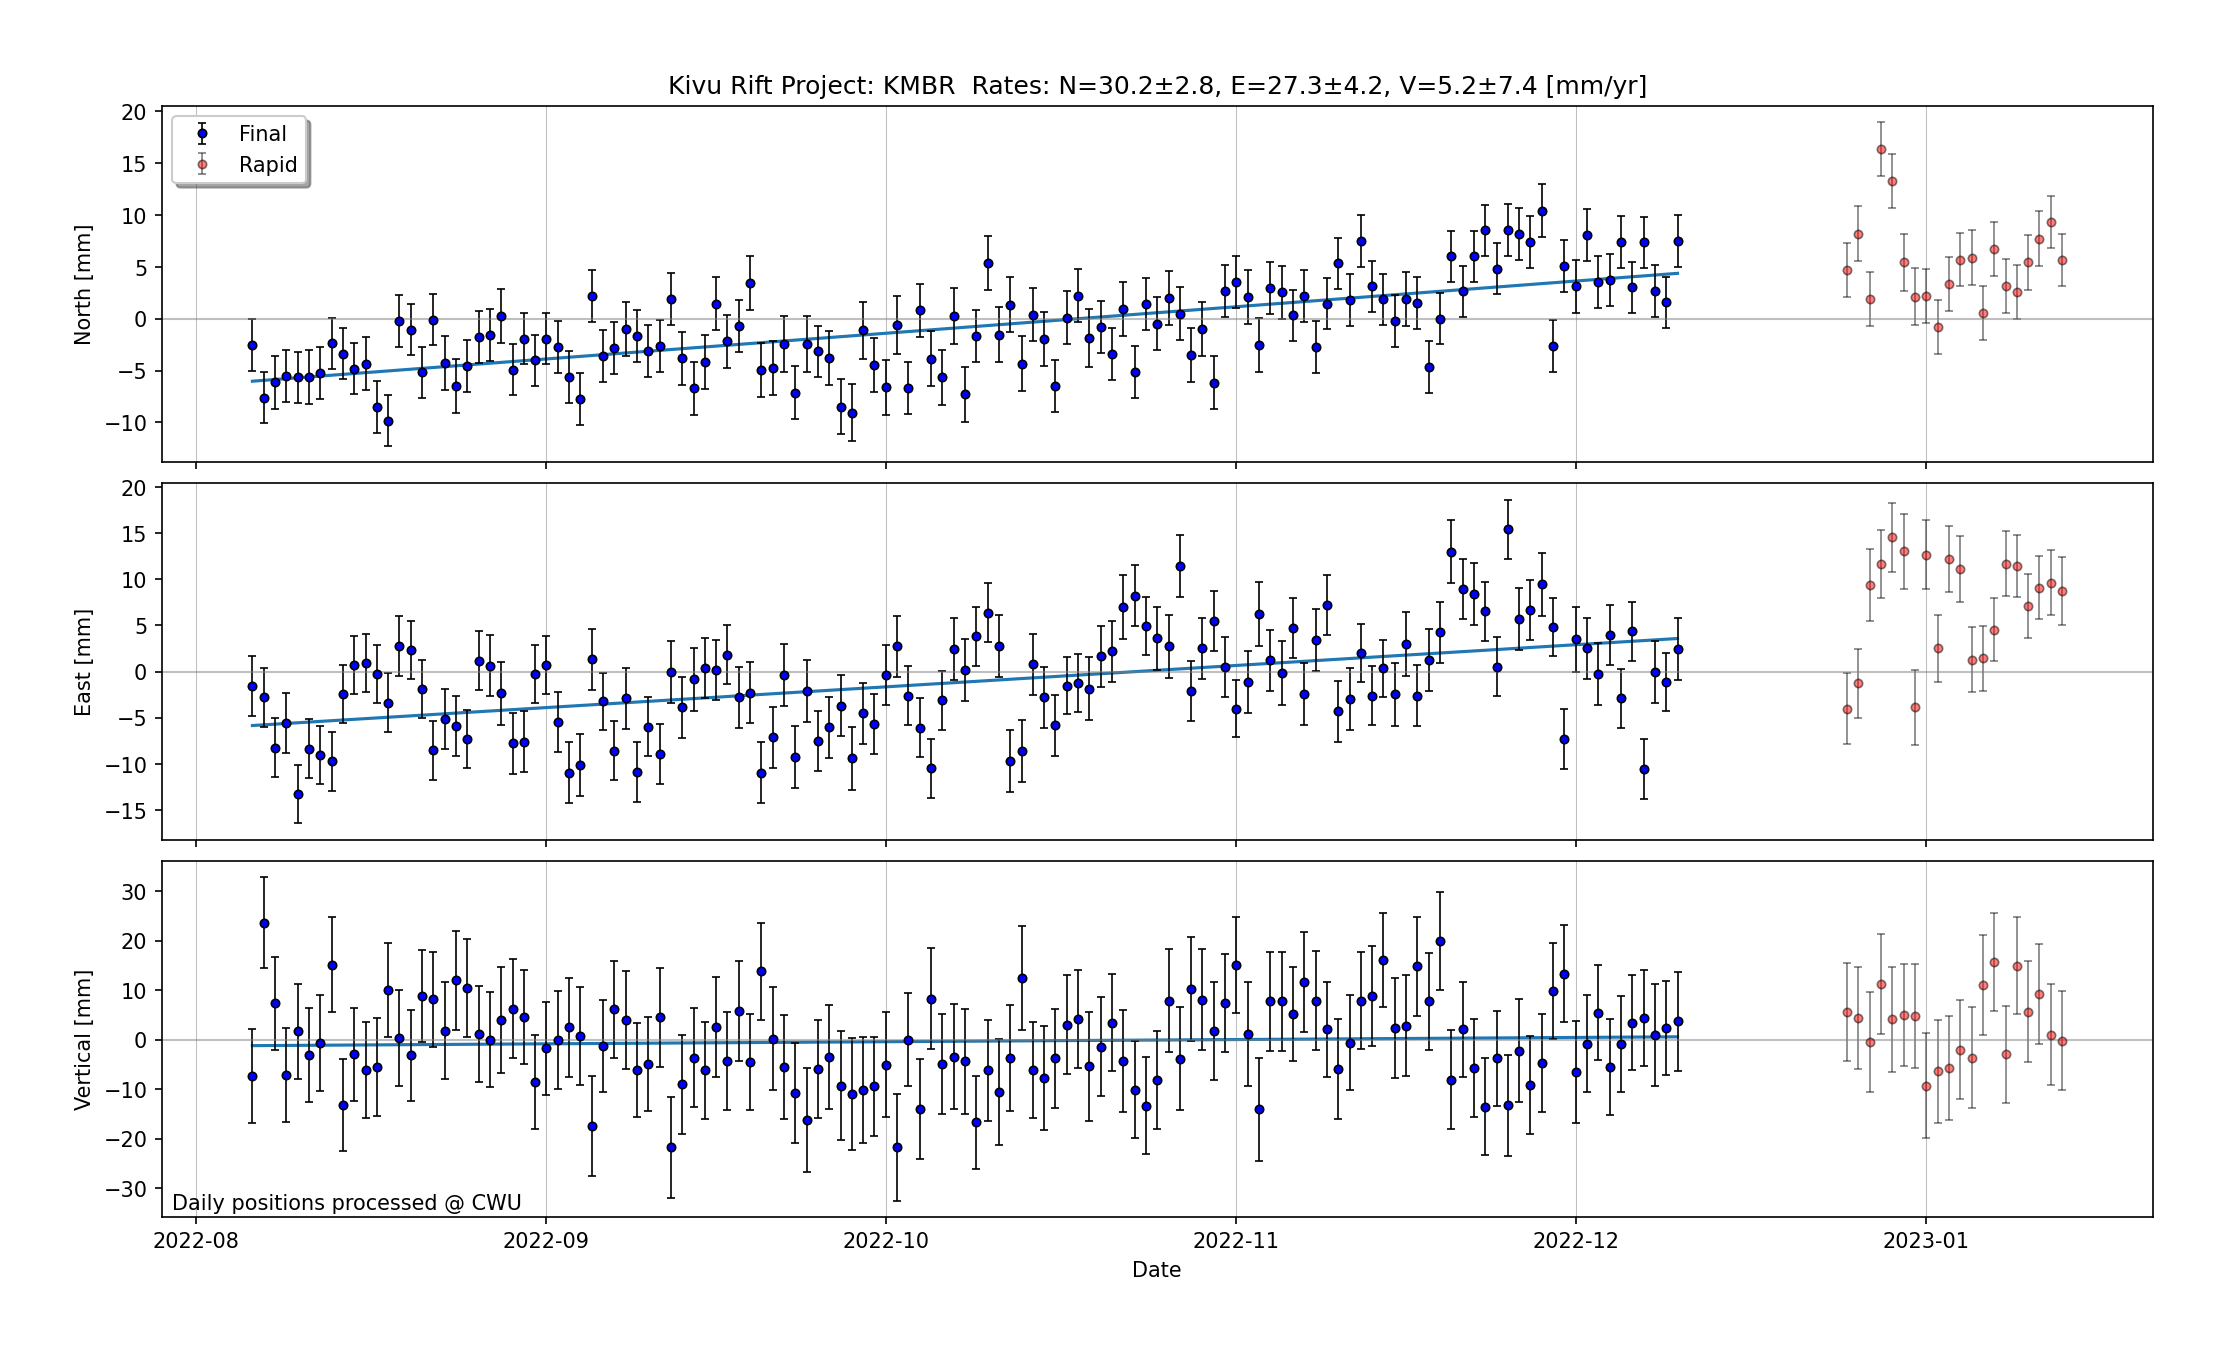 Kivu Rift Project: KMBR  Rates: N=30.2±2.8, E=27.3±4.2, V=5.2±7.4 [mm/yr]
20
15
10
5
0
−5
−10
North [mm]
Final
Rapid
20
15
10
5
0
−5
−10
−15
East [mm]
30
20
10
0
−10
−20
−30
Vertical [mm]
Daily positions processed @ CWU
2022-08 2022-09 2022-10 2022-11 2022-12 2023-01
Date